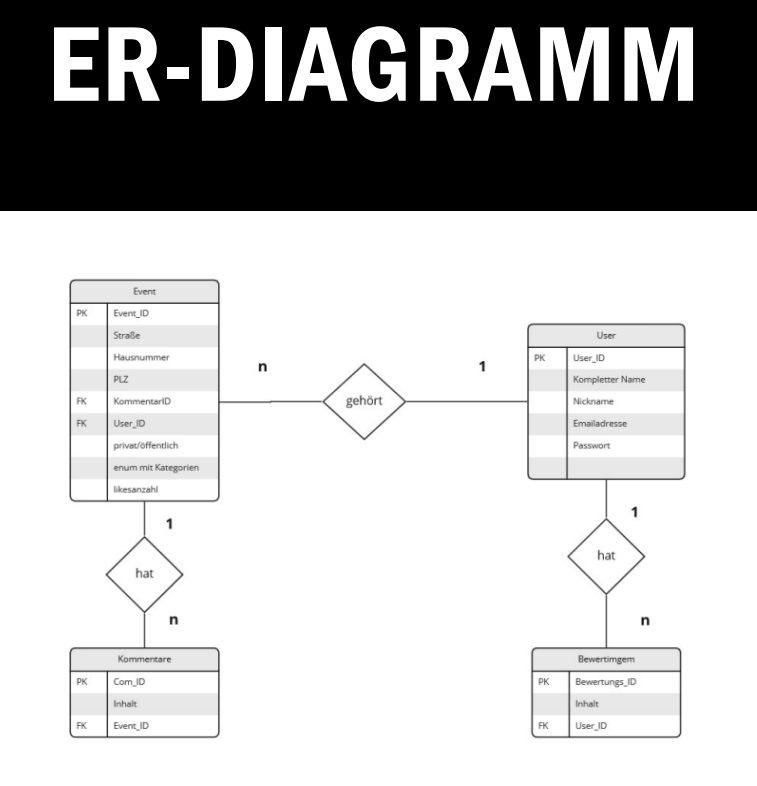 ER-DIAGRAMM
Event
PK Event_ID
Straße
Hausnummer
PLZ
FK KommentarID
FK User_ID
privat/öffentlich
enum mit Kategorien
likesanzahl
n
gehört
1
User
PK User_ID
Kompletter Name
Nickname
Emailadresse
Passwort
1
hat
n
Kommentare
PK Com_ID
Inhalt
FK Event_ID
1
hat
n
Bewertimgem
PK Bewertungs_ID
Inhalt
FK User_ID